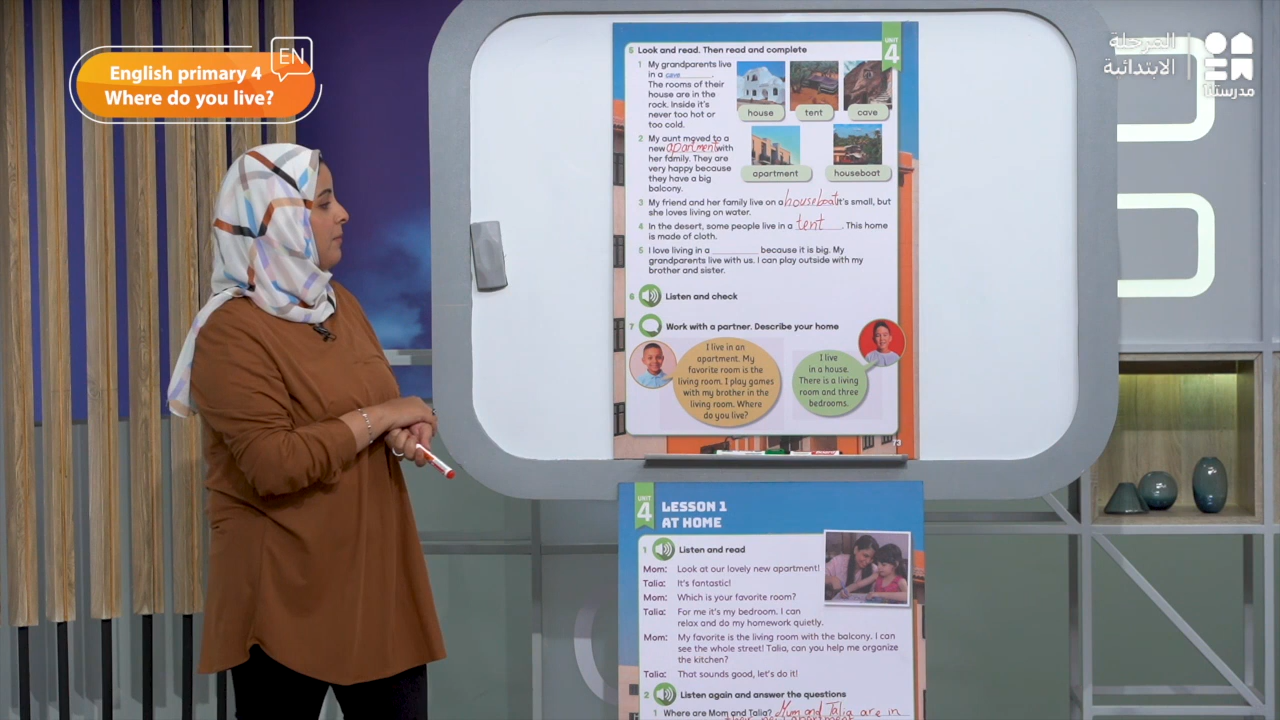 EN
English primary 4
Where do you live?
المرحلة
الابتدائية
مدرستنا
UNIT
4
5 Look and read. Then read and complete
1 My grandparents live
in a cave.
The rooms of their
house are in the
rock. Inside it's
never too hot or
too cold.
house
tent
cave
2 My aunt moved to a
new apartment with
her family. They are
very happy because
they have a big
balcony.
apartment
houseboat
3 My friend and her family live on a houseboat It's small, but
she loves living on water.
4 In the desert, some people live in a tent. This home
is made of cloth.
5 I love living in a ________ because it is big. My
grandparents live with us. I can play outside with my
brother and sister.
6 Listen and check
7 Work with a partner. Describe your home
I live in an
apartment. My
favorite room is the
living room. I play games
with my brother in the
living room. Where
do you live?
I live
in a house.
There is a living
room and three
bedrooms.
73
UNIT
4
LESSON 1
AT HOME
1 Listen and read
Mom: Look at our lovely new apartment!
Talia: It's fantastic!
Mom: Which is your favorite room?
Talia: For me it's my bedroom. I can
relax and do my homework quietly.
Mom: My favorite is the living room with the balcony. I can
see the whole street! Talia, can you help me organize
the kitchen?
Talia: That sounds good, let's do it!
2 Listen again and answer the questions
1 Where are Mom and Talia? Mum and Talia are in
their new apartment